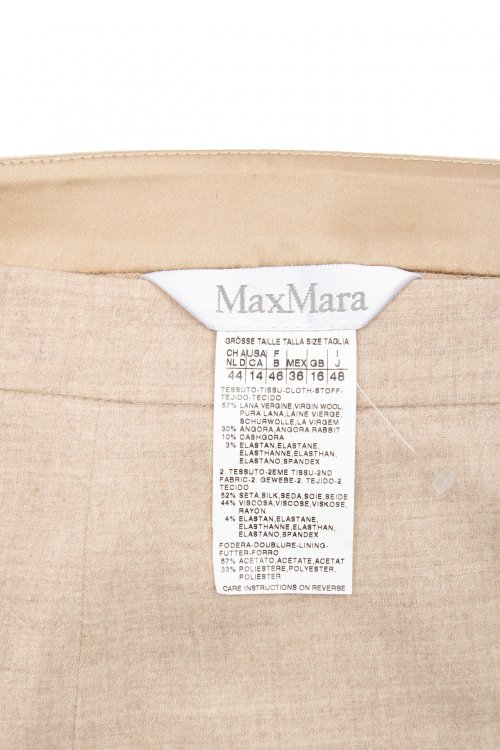 MaxMara
GRÖSSE TAILLE TALLA SIZE TAGLIA
CH A USA F I
NL D CA B MEX GB J
44 14 46 36 16 48
TESSUTO-TISSU-CLOTH-STOFF-
TEJIDO-TECIDO
57% LANA VERGINE, VIRGIN WOOL,
PURA LANA, LAINE VIERGE,
SCHURWOLLE, LA VIRGEM
30% ANGORA, ANGORA RABBIT
10% CASHGORA
3% ELASTAN, ELASTANE,
ELASTHANNE, ELASTHAN,
ELASTANO, SPANDEX
2. TESSUTO-2EME TISSU-2ND
FABRIC-2. GEWEBE-2. TEJIDO-2.
TECIDO
52% SETA, SILK, SEDA, SOIE, SEIDE
44% VISCOSA, VISCOSE, VISKOSE,
RAYON
4% ELASTAN, ELASTANE,
ELASTHANNE, ELASTHAN,
ELASTANO, SPANDEX
FODERA-DOUBLURE-LINING-
FUTTER-FORRO
67% ACETATO, ACETATE, ACETAT
33% POLIESTERE, POLYESTER,
POLIESTER
CARE INSTRUCTIONS ON REVERSE